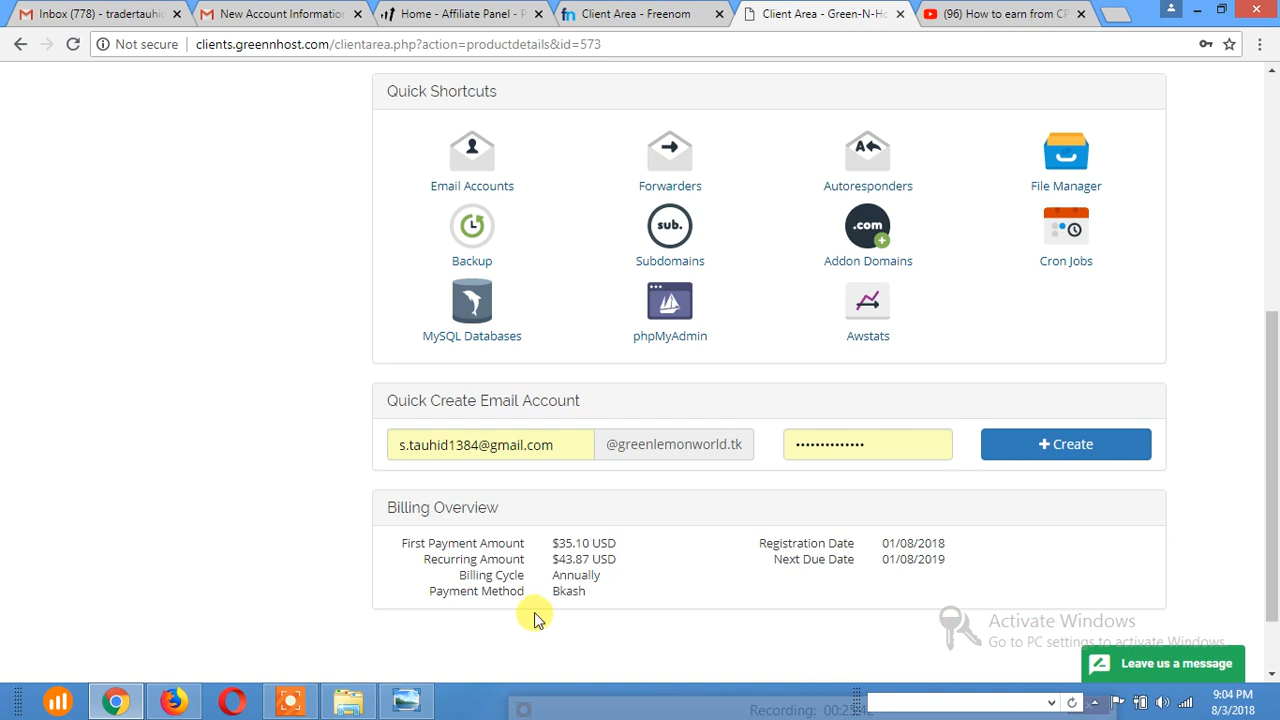 Inbox (778) - tradertauhic
New Account Information
Home - Affiliate Panel - P
Client Area - Freenom
Client Area - Green-N-Ho
(96) How to earn from CP
Not secure
clients.greennhost.com/clientarea.php?action=productdetails&id=573
Quick Shortcuts
Email Accounts
Forwarders
A
Autoresponders
File Manager
sub.
.com
Backup
Subdomains
Addon Domains
Cron Jobs
MySQL Databases
phpMyAdmin
Awstats
Quick Create Email Account
s.tauhid1384@gmail.com @greenlemonworld.tk •••••••••••••• + Create
Billing Overview
First Payment Amount $35.10 USD Registration Date 01/08/2018
Recurring Amount $43.87 USD Next Due Date 01/08/2019
Billing Cycle Annually
Payment Method Bkash
Activate Windows
Go to PC settings to activate Windows.
Leave us a message
9:04 PM
8/3/2018